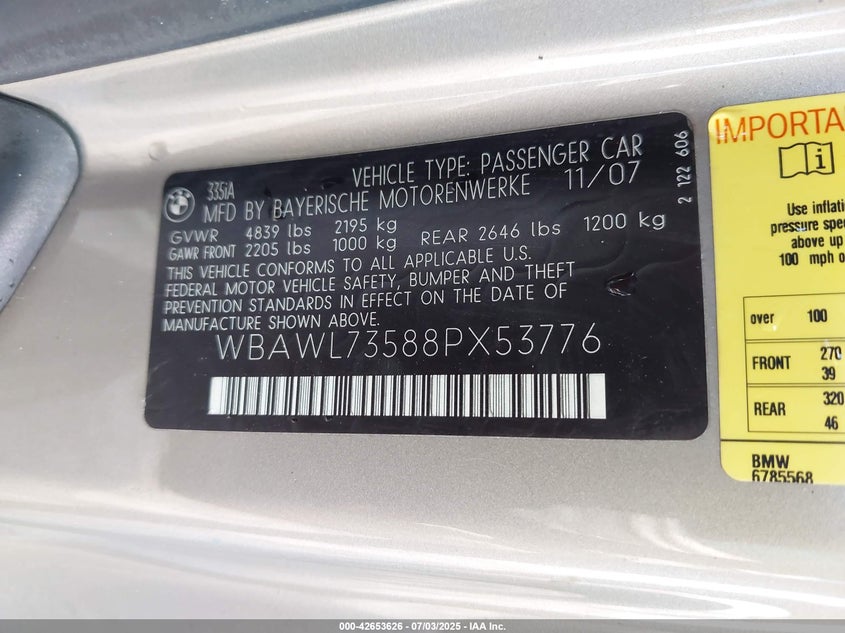 335iA
VEHICLE TYPE: PASSENGER CAR
MFD BY BAYERISCHE MOTORENWERKE 11/07
GVWR 4839 lbs 2195 kg
GAWR FRONT 2205 lbs 1000 kg REAR 2646 lbs 1200 kg
THIS VEHICLE CONFORMS TO ALL APPLICABLE U.S.
FEDERAL MOTOR VEHICLE SAFETY, BUMPER AND THEFT
PREVENTION STANDARDS IN EFFECT ON THE DATE OF
MANUFACTURE SHOWN ABOVE.
WBAWL73588PX53776
2 122 606
IMPORTA
Use inflati
pressure spe
above up
100 mph o
over 100
FRONT 270
39
REAR 320
46
BMW
6785568
000-42653626 - 07/03/2025 - IAA Inc.